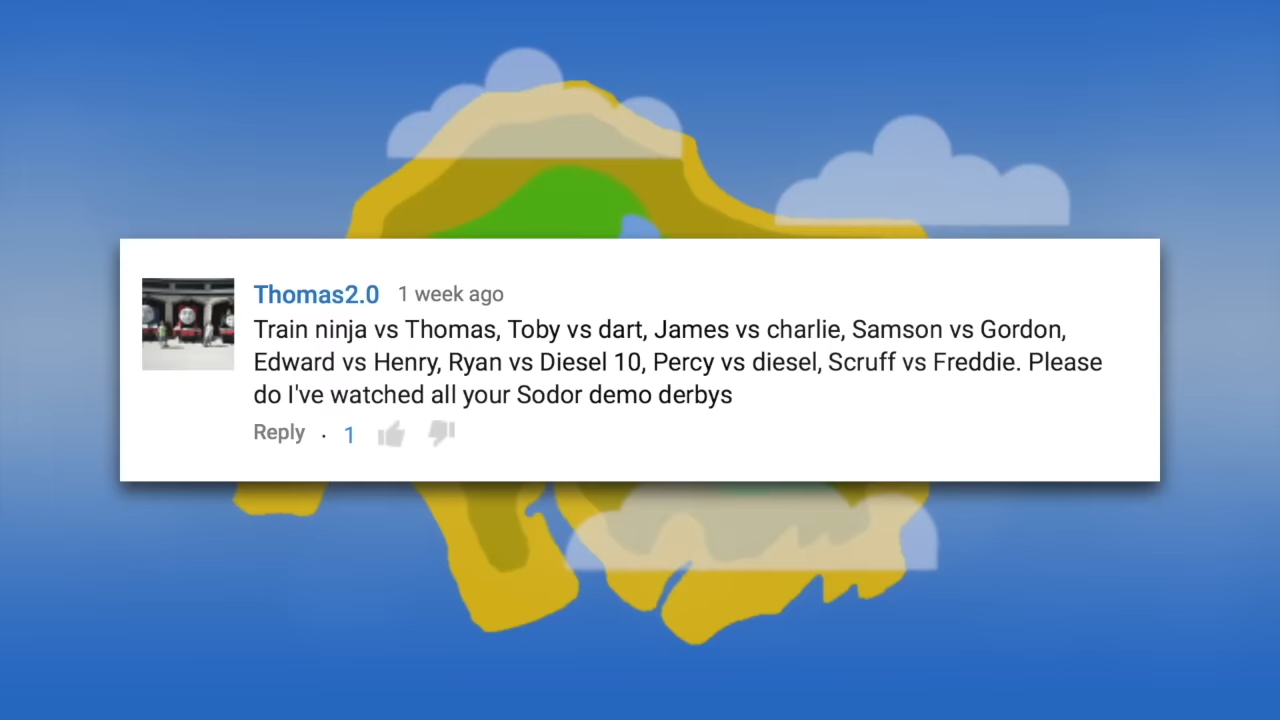 Thomas2.0 1 week ago
Train ninja vs Thomas, Toby vs dart, James vs charlie, Samson vs Gordon,
Edward vs Henry, Ryan vs Diesel 10, Percy vs diesel, Scruff vs Freddie. Please
do I've watched all your Sodor demo derbys
Reply · 1